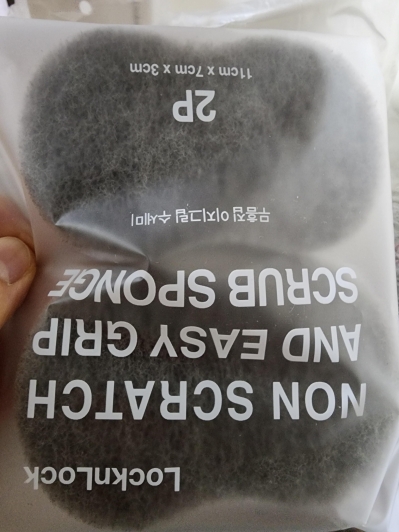 LocknLock
NON SCRATCH
AND EASY GRIP
SCRUB SPONGE
무흠집 이지그립 수세미
2P
11cm x 7cm x 3cm